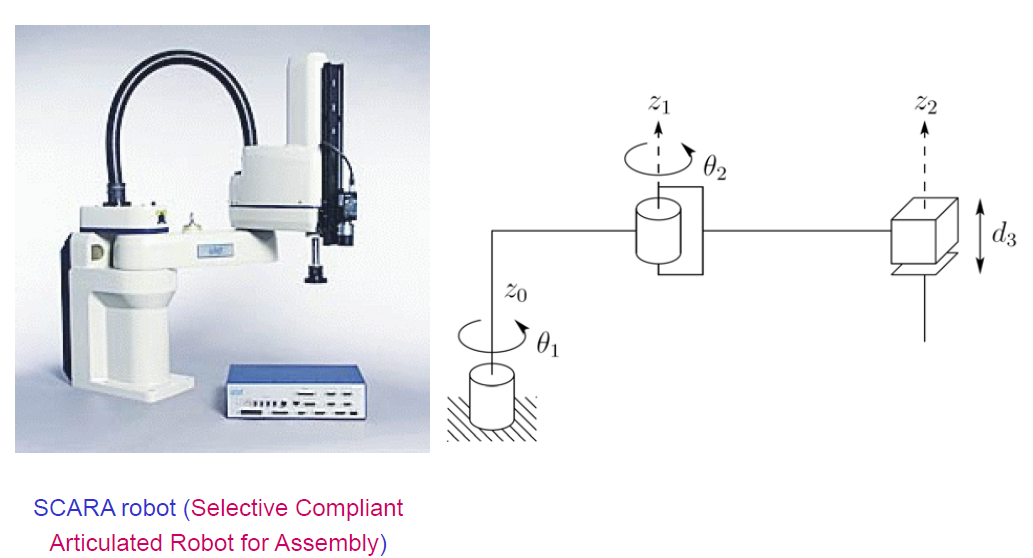 z₁
z₂
θ₂
d₃
z₀
θ₁
SCARA robot (Selective Compliant
Articulated Robot for Assembly)